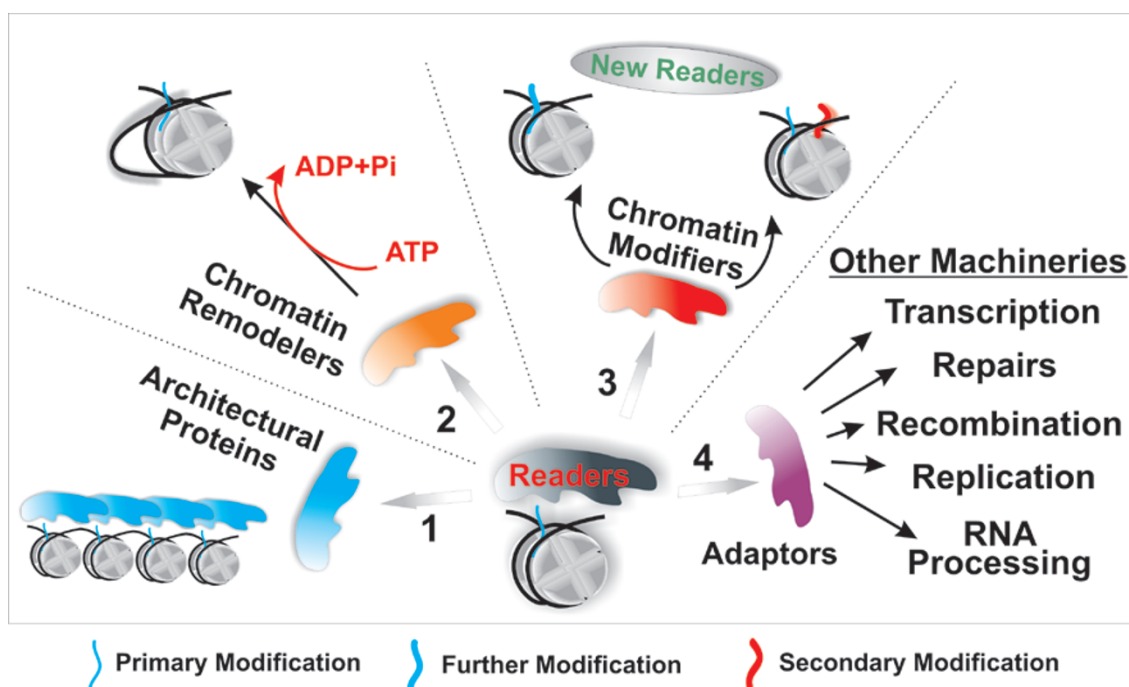 New Readers
ADP+Pi
ATP
Chromatin
Remodelers
Chromatin
Modifiers
Other Machineries
Transcription
Repairs
Recombination
Replication
RNA
Processing
Architectural
Proteins
2
3
Readers
4
1
Adaptors
Primary Modification
Further Modification
Secondary Modification